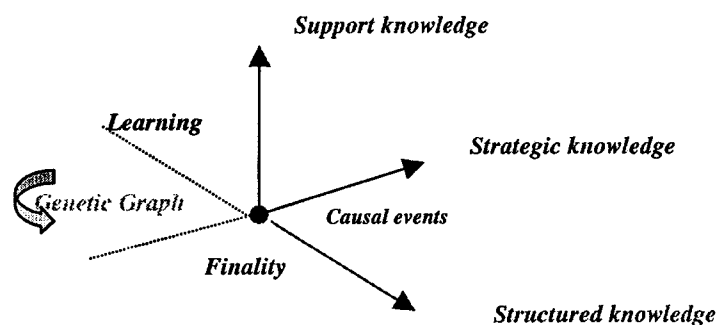 Support knowledge
Learning
Strategic knowledge
Genetic Graph
Causal events
Finality
Structured knowledge